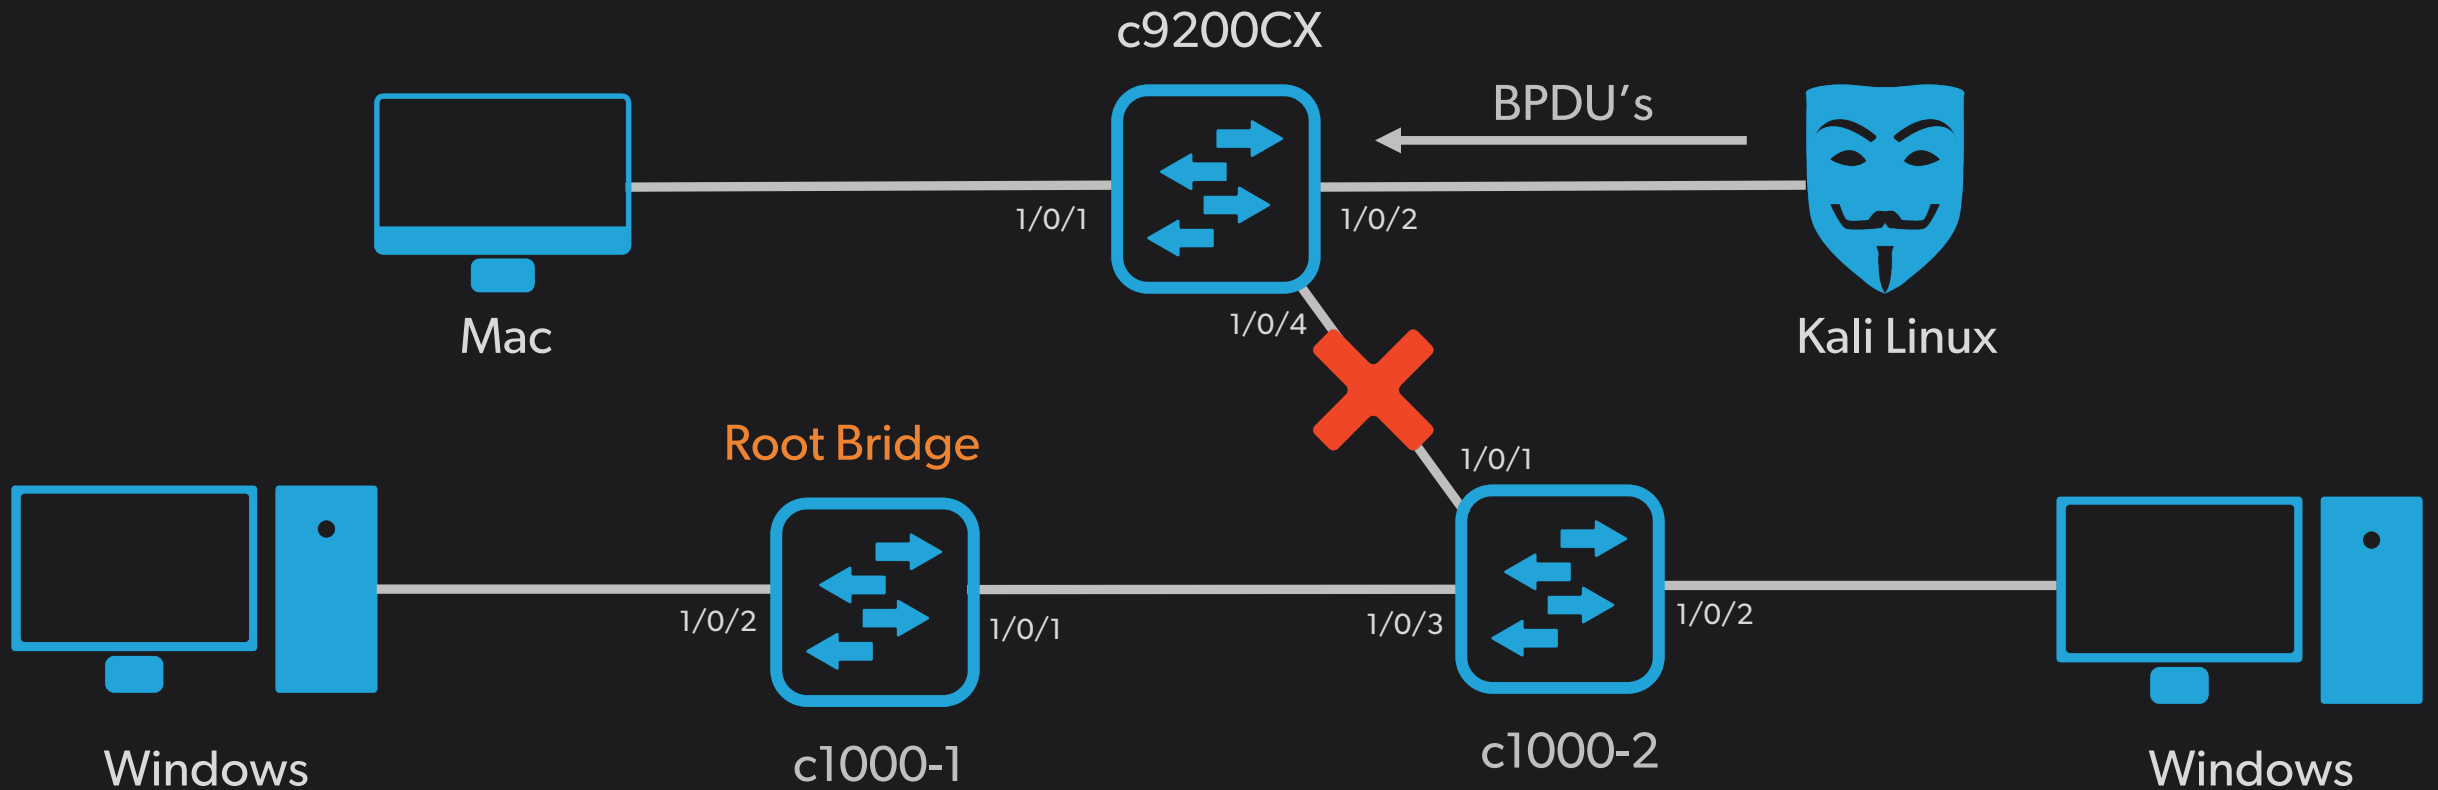 c9200CX
BPDU's
1/0/1
1/0/2
1/0/4
Mac
Kali Linux
Root Bridge
1/0/1
1/0/2
1/0/1
1/0/3
1/0/2
Windows
c1000-1
c1000-2
Windows